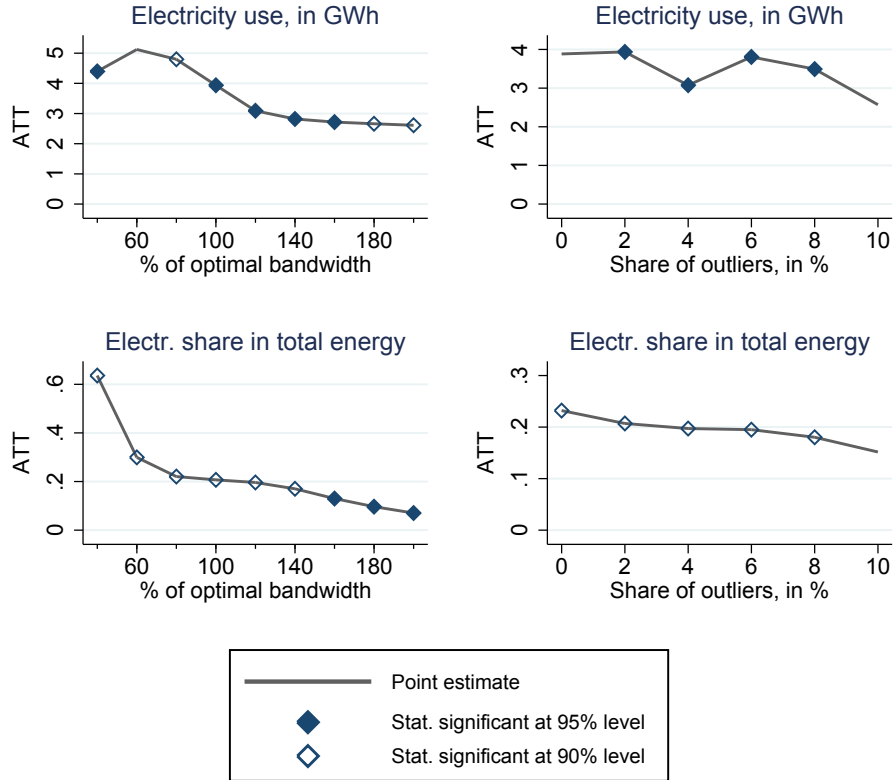 Electricity use, in GWh
ATT
0 1 2 3 4 5
60 100 140 180
% of optimal bandwidth
Electricity use, in GWh
ATT
0 1 2 3 4
0 2 4 6 8 10
Share of outliers, in %
Electr. share in total energy
ATT
0 .2 .4 .6
60 100 140 180
% of optimal bandwidth
Electr. share in total energy
ATT
0 .1 .2 .3
0 2 4 6 8 10
Share of outliers, in %
Point estimate
Stat. significant at 95% level
Stat. significant at 90% level